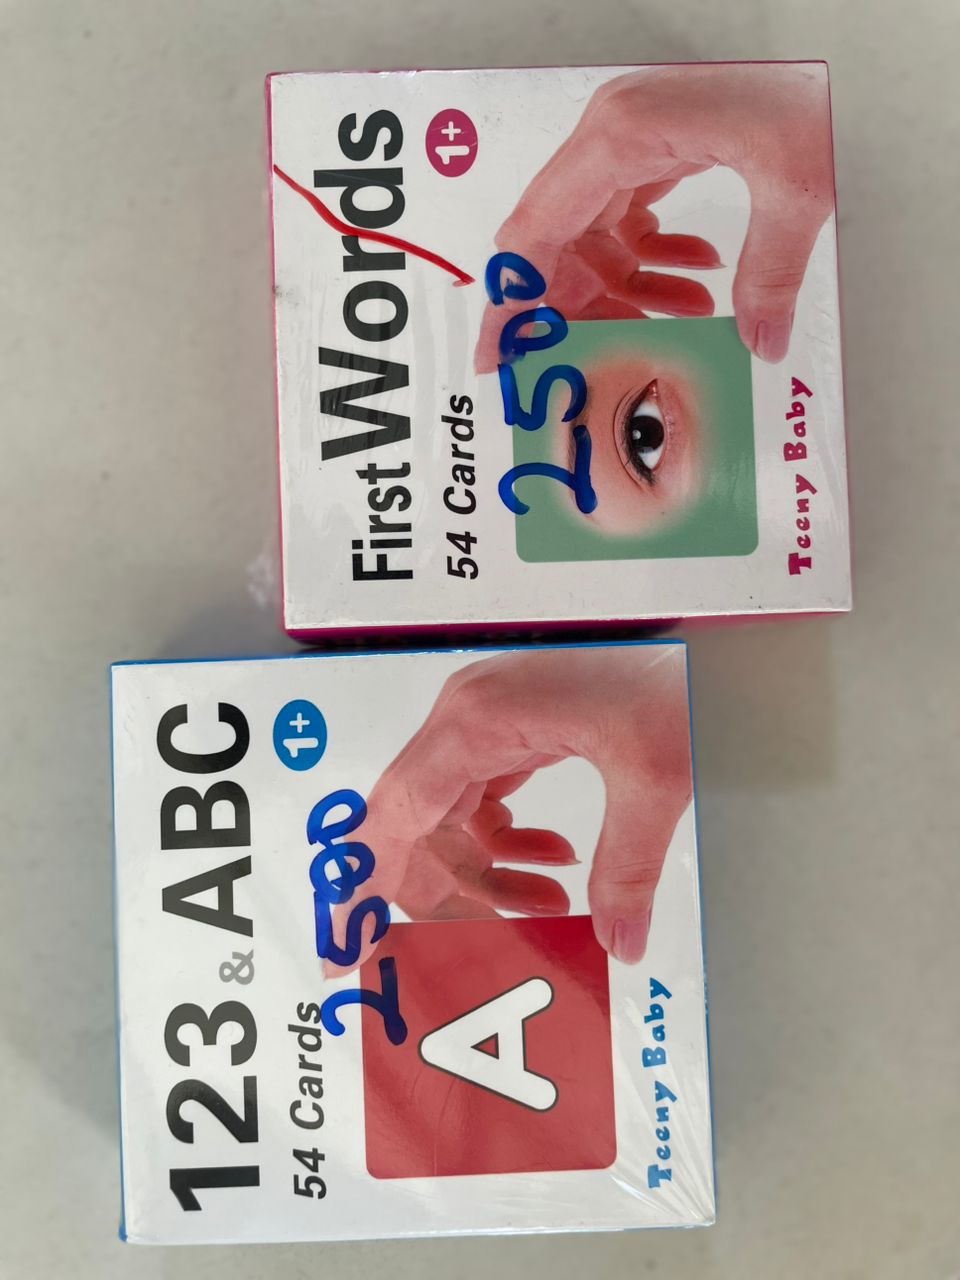 First Words
1+
54 Cards
2500
Teeny Baby
123 & ABC
1+
54 Cards
2500
A
Teeny Baby